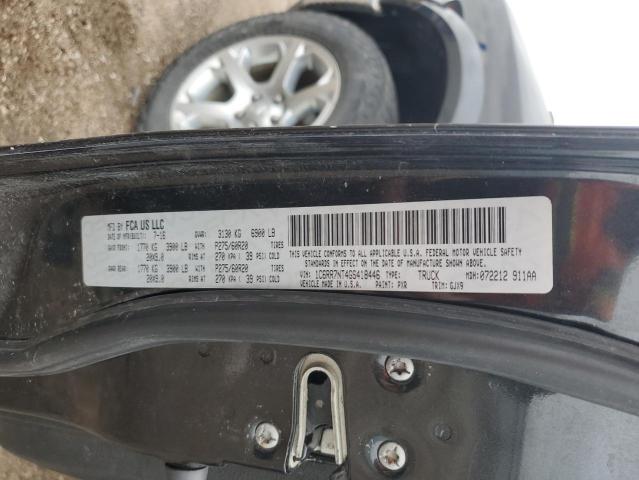 MFD BY FCA US LLC
DATE OF MFR(BUILT): 7-16 GVWR: 3130 KG 6900 LB
GAWR FRONT: 1770 KG 3900 LB WITH P275/60R20 TIRES
20X9.0 RIMS AT 270 KPA ( 39 PSI) COLD
GAWR REAR: 1770 KG 3900 LB WITH P275/60R20 TIRES
20X9.0 RIMS AT 270 KPA ( 39 PSI) COLD
THIS VEHICLE CONFORMS TO ALL APPLICABLE U.S.A. FEDERAL MOTOR VEHICLE SAFETY
STANDARDS IN EFFECT ON THE DATE OF MANUFACTURE SHOWN ABOVE.
VIN: 1C6RR7NT4GS418446 TYPE: TRUCK MDH: 072212 911AA
VEHICLE MADE IN U.S.A. PAINT: PXR TRIM: GJX9